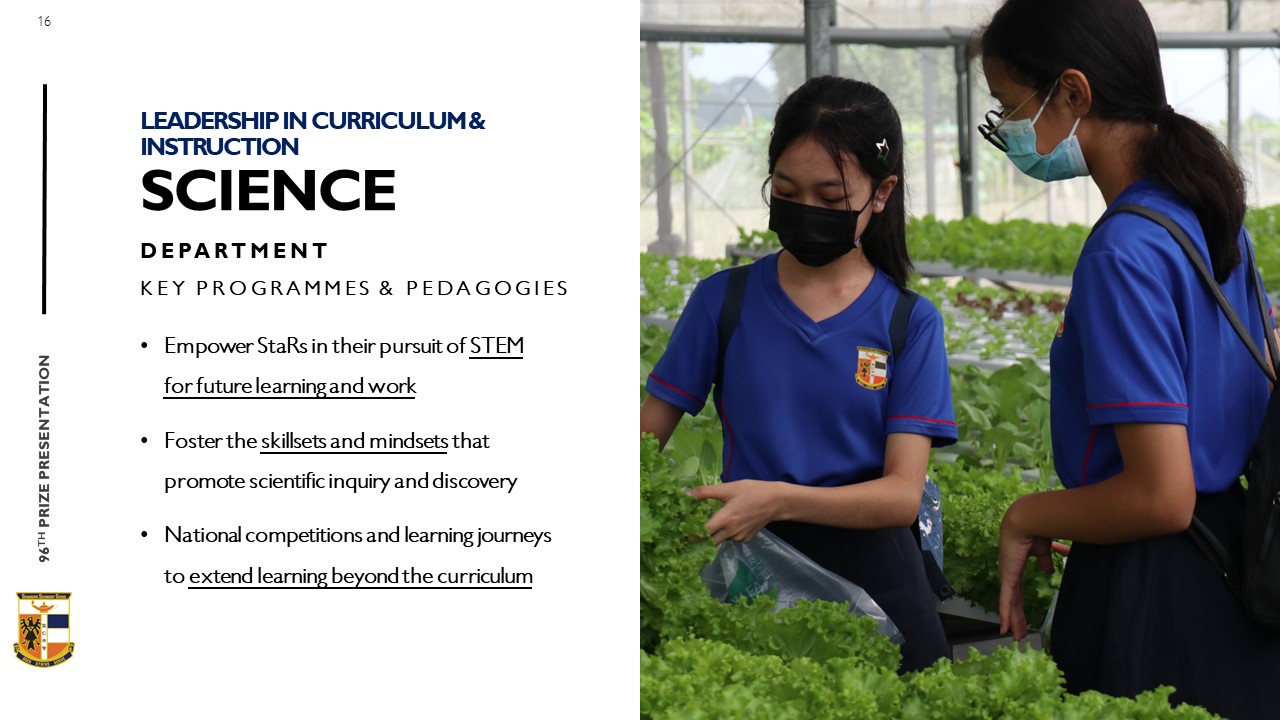 16
LEADERSHIP IN CURRICULUM &
INSTRUCTION
SCIENCE
DEPARTMENT
KEY PROGRAMMES & PEDAGOGIES
• Empower StaRs in their pursuit of STEM
for future learning and work
• Foster the skillsets and mindsets that
promote scientific inquiry and discovery
• National competitions and learning journeys
to extend learning beyond the curriculum
96TH PRIZE PRESENTATION